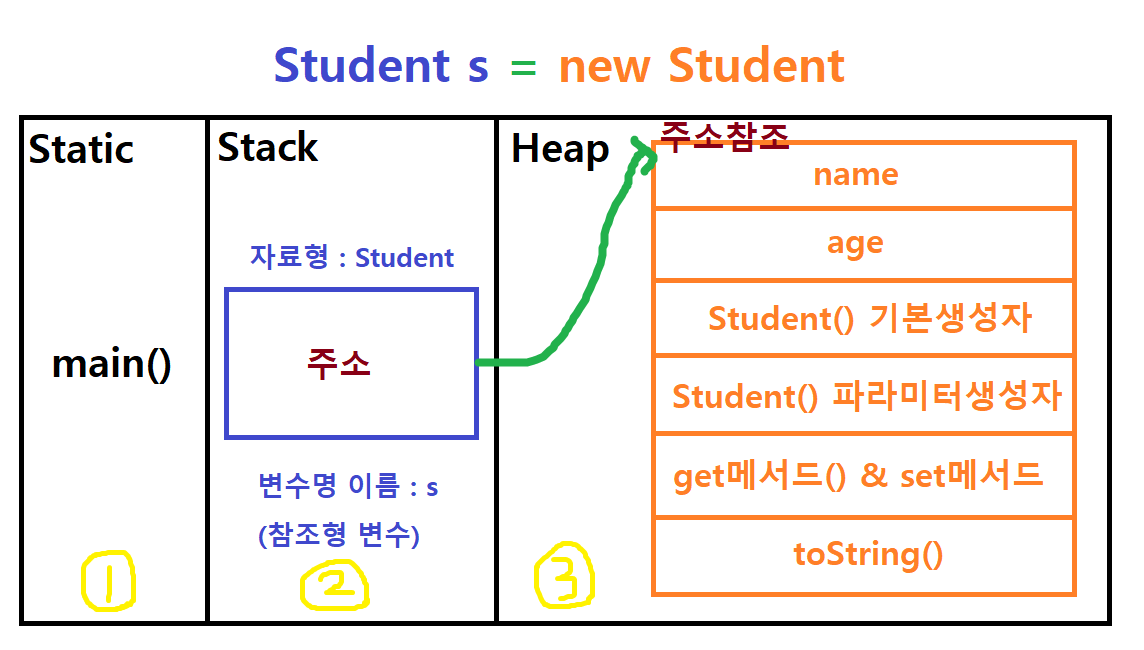 Student s = new Student
Static
main()
1
Stack
자료형 : Student
주소
변수명 이름 : s
(참조형 변수)
2
Heap
주소참조
name
age
Student() 기본생성자
Student() 파라미터생성자
get메서드() & set메서드
toString()
3